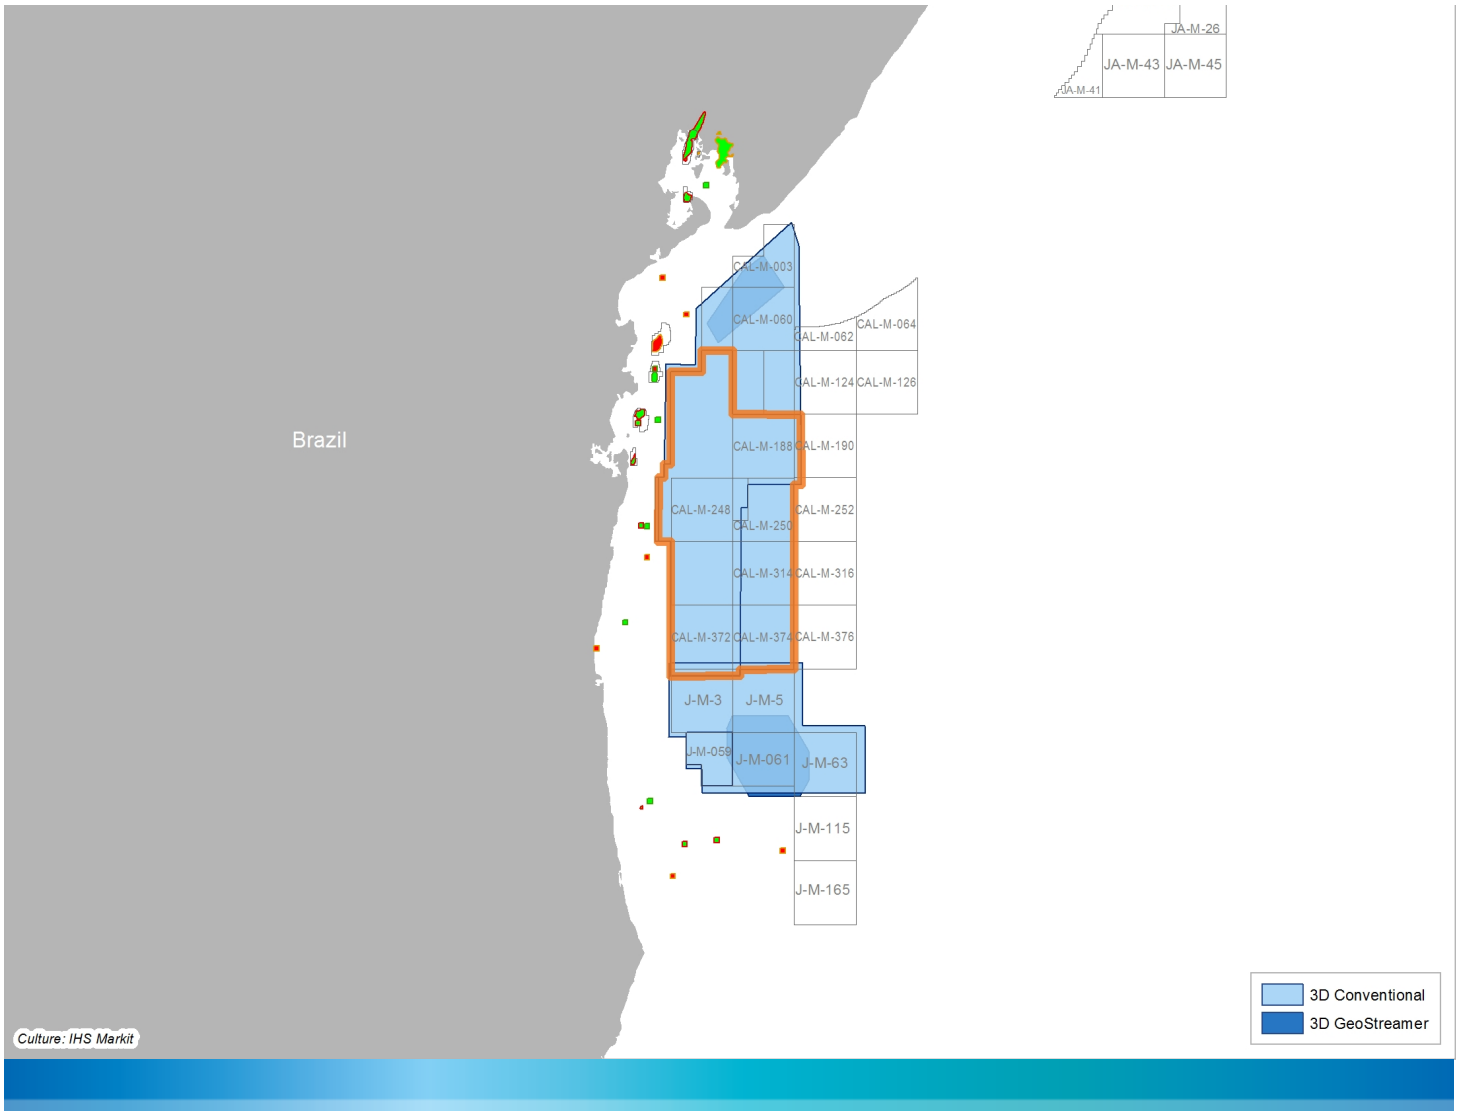 JA-M-26
JA-M-43
JA-M-45
JA-M-41
CAL-M-003
CAL-M-060
CAL-M-062
CAL-M-064
CAL-M-124
CAL-M-126
Brazil
CAL-M-188
CAL-M-190
CAL-M-248
CAL-M-250
CAL-M-252
CAL-M-314
CAL-M-316
CAL-M-372
CAL-M-374
CAL-M-376
J-M-3
J-M-5
J-M-059
J-M-061
J-M-63
J-M-115
J-M-165
3D Conventional
3D GeoStreamer
Culture: IHS Markit